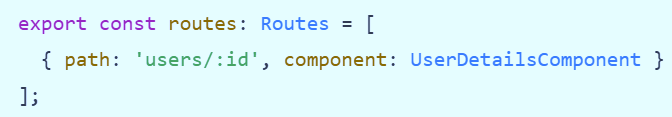 export const routes: Routes = [
  { path: 'users/:id', component: UserDetailsComponent }
];